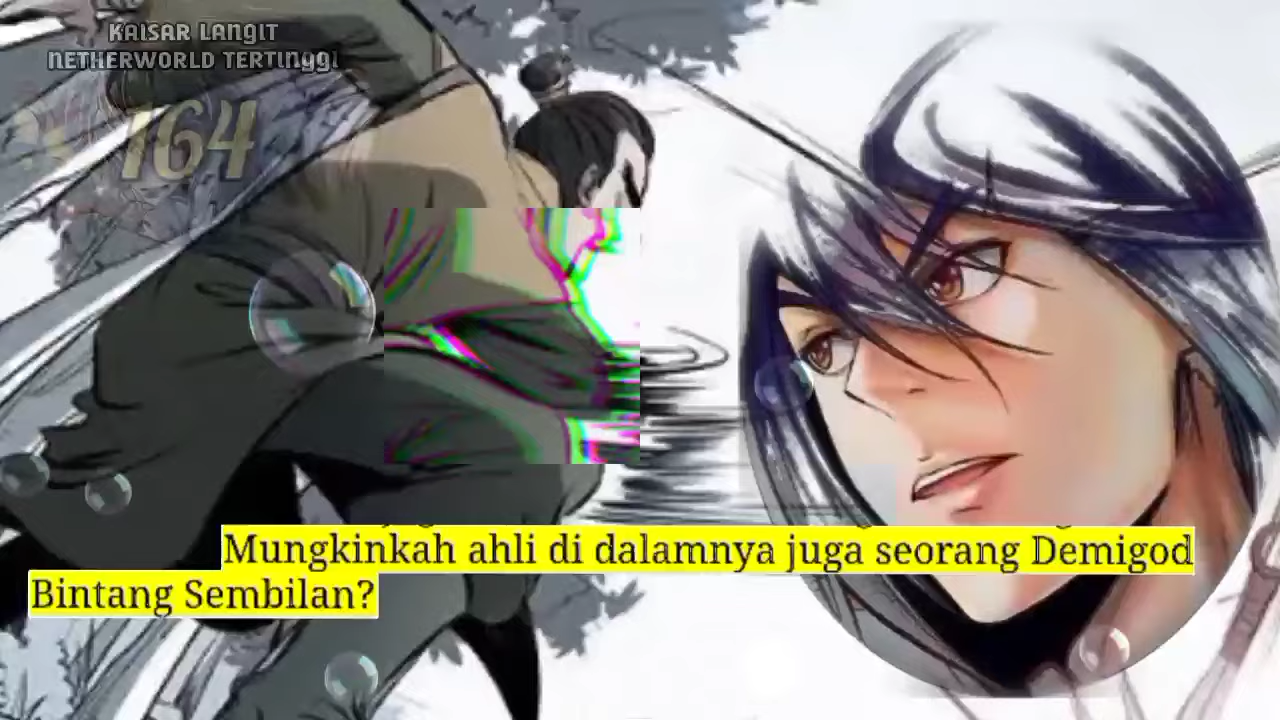 KAISAR LANGIT
NETHERWORLD TERTINGGI
164
Mungkinkah ahli di dalamnya juga seorang Demigod
Bintang Sembilan?